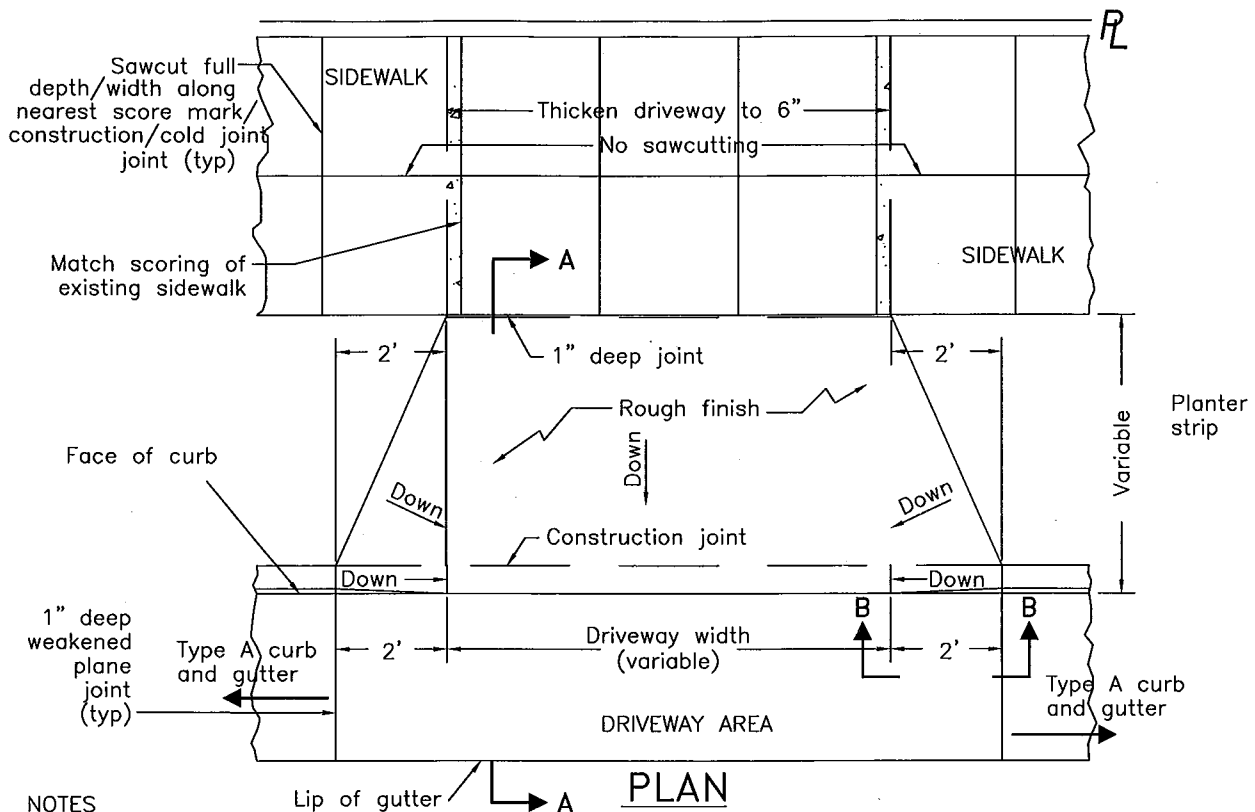 PL
Sawcut full
depth/width along
nearest score mark
construction/cold joint
joint (typ)
SIDEWALK
Thicken driveway to 6"
No sawcutting
Match scoring of
existing sidewalk
A
SIDEWALK
2'
1" deep joint
2'
Rough finish
Planter
strip
Variable
Face of curb
Down
Down
Down
Construction joint
Down
Down
1" deep
weakened
plane
joint
(typ)
Type A curb
and gutter
2'
Driveway width
(variable)
B
2'
B
Type A curb
and gutter
DRIVEWAY AREA
NOTES
Lip of gutter
A
PLAN